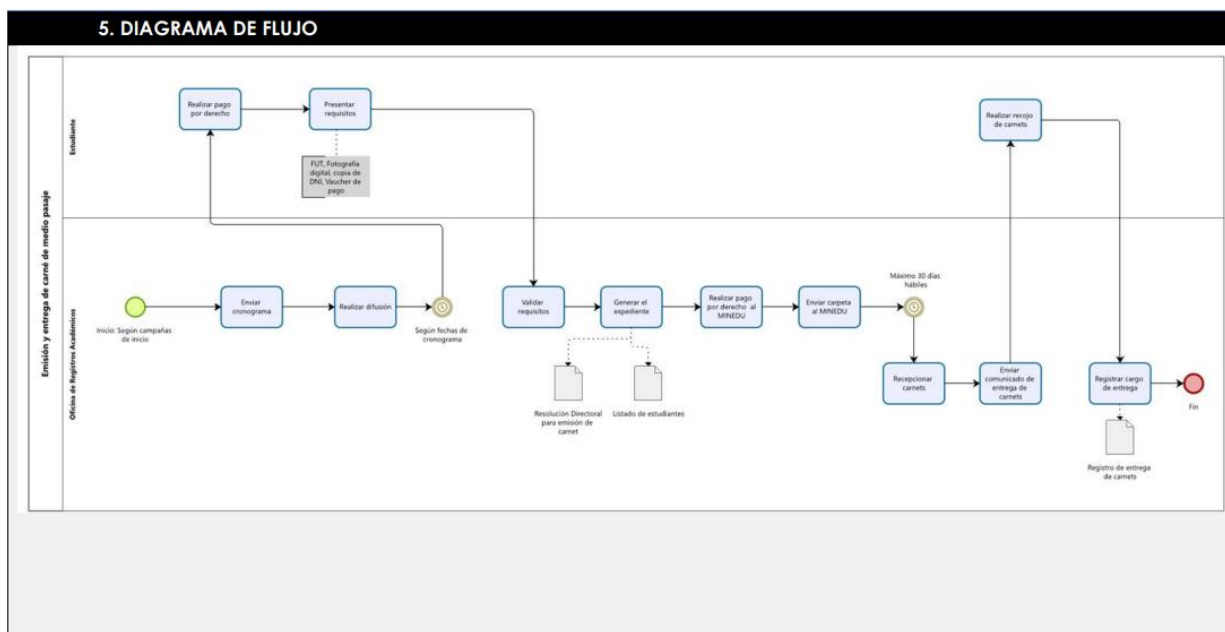 5. DIAGRAMA DE FLUJO
Emisión y entrega de carné de medio pasaje
Estudiante
Realizar pago
por derecho
Presentar
requisitos
FUT, Fotografía
digital, copia de
DNI, Vaucher de
pago
Realizar recojo
de carnets
Oficina de Registros Académicos
Inicio: Según campañas
de inicio
Enviar
cronograma
Realizar difusión
Según fechas de
cronograma
Validar
requisitos
Generar el
expediente
Resolución Directoral
para emisión de
carnet
Listado de estudiantes
Realizar pago
por derecho al
MINEDU
Enviar carpeta
al MINEDU
Máximo 30 días
hábiles
Recepcionar
carnets
Enviar
comunicado de
entrega de
carnets
Registrar cargo
de entrega
Registro de entrega
de carnets
Fin